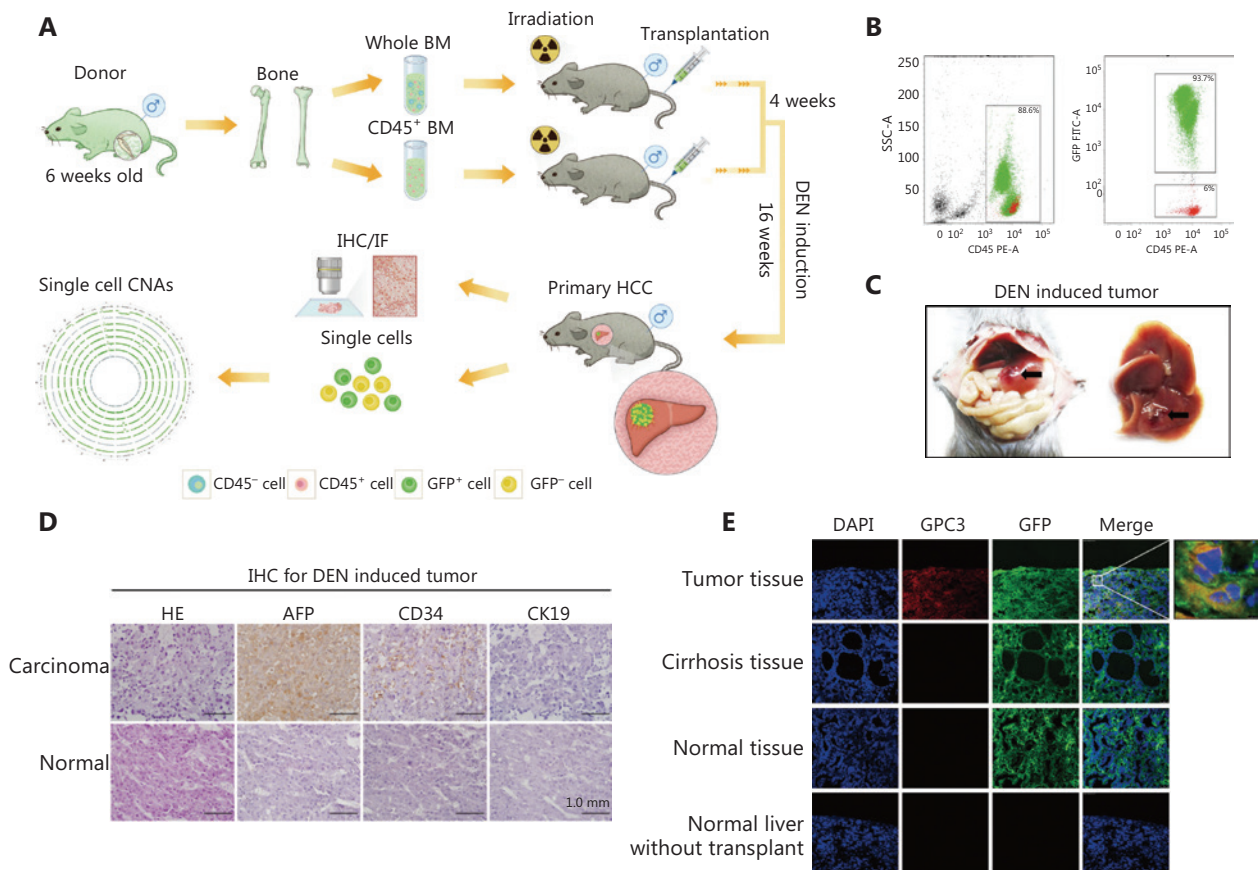 A
Donor
6 weeks old
Bone
Whole BM
CD45⁺ BM
Irradiation
Transplantation
4 weeks
DEN induction
16 weeks
IHC/IF
Primary HCC
Single cell CNAs
Single cells
CD45⁻ cell
CD45⁺ cell
GFP⁺ cell
GFP⁻ cell
B
250
200
150
100
50
SSC-A
88.6%
0 10² 10³ 10⁴ 10⁵
CD45 PE-A
10⁵
10⁴
10³
10²
0
GFP FITC-A
93.7%
6%
0 10² 10³ 10⁴ 10⁵
CD45 PE-A
C
DEN induced tumor
D
IHC for DEN induced tumor
HE AFP CD34 CK19
Carcinoma
Normal
1.0 mm
E
DAPI GPC3 GFP Merge
Tumor tissue
Cirrhosis tissue
Normal tissue
Normal liver
without transplant